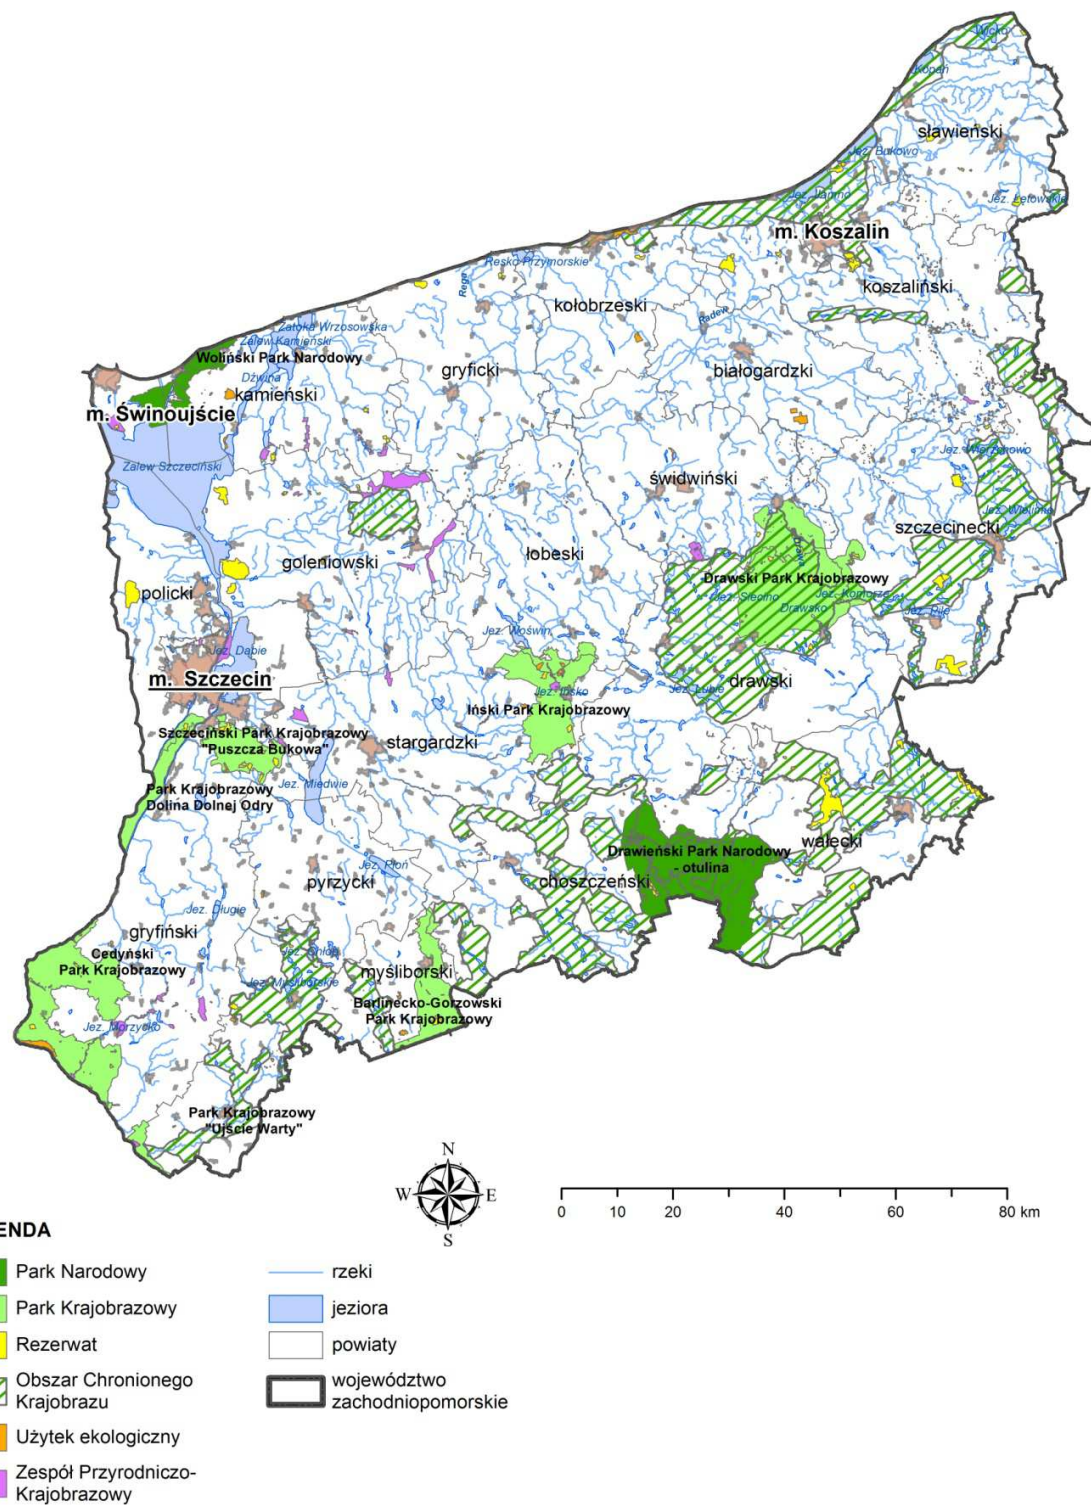 Wicko
Kopań
sławieński
Jez. Bukowo
Jez. Jamno
Jez. Łętowskie
m. Koszalin
Resko Przymorskie
Rega
koszaliński
kołobrzeski
Radew
Zatoka Wrzosowska
Zalew Kamieński
Woliński Park Narodowy
gryficki
białogardzki
Dziwna
kamieński
m. Świnoujście
Jez. Wierzchowo
Zalew Szczeciński
świdwiński
Jez. Wielimie
szczecinecki
łobeski
goleniowski
Drawa
Drawski Park Krajobrazowy
policki
Jez. Siecino
Jez. Komorze
Drawsko
Jez. Pile
Jez. Woświn
Jez. Dąbie
m. Szczecin
drawski
Jez. Ińsko
Jez. Lubie
Iński Park Krajobrazowy
Szczeciński Park Krajobrazowy
"Puszcza Bukowa"
stargardzki
Park Krajobrazowy
Dolina Dolnej Odry
Jez. Miedwie
wałecki
Drawieński Park Narodowy
- otulina
Jez. Płoń
pyrzycki
choszczeński
Jez. Długie
gryfiński
Cedyński
Park Krajobrazowy
Jez. Chłop
myśliborski
Jez. Myśliborskie
Barlinecko-Gorzowski
Park Krajobrazowy
Jez. Morzycko
Park Krajobrazowy
"Ujście Warty"
N
W
E
S
0 10 20 40 60 80 km
ENDA
Park Narodowy
Park Krajobrazowy
Rezerwat
Obszar Chronionego
Krajobrazu
Użytek ekologiczny
Zespół Przyrodniczo-
Krajobrazowy
rzeki
jeziora
powiaty
województwo
zachodniopomorskie